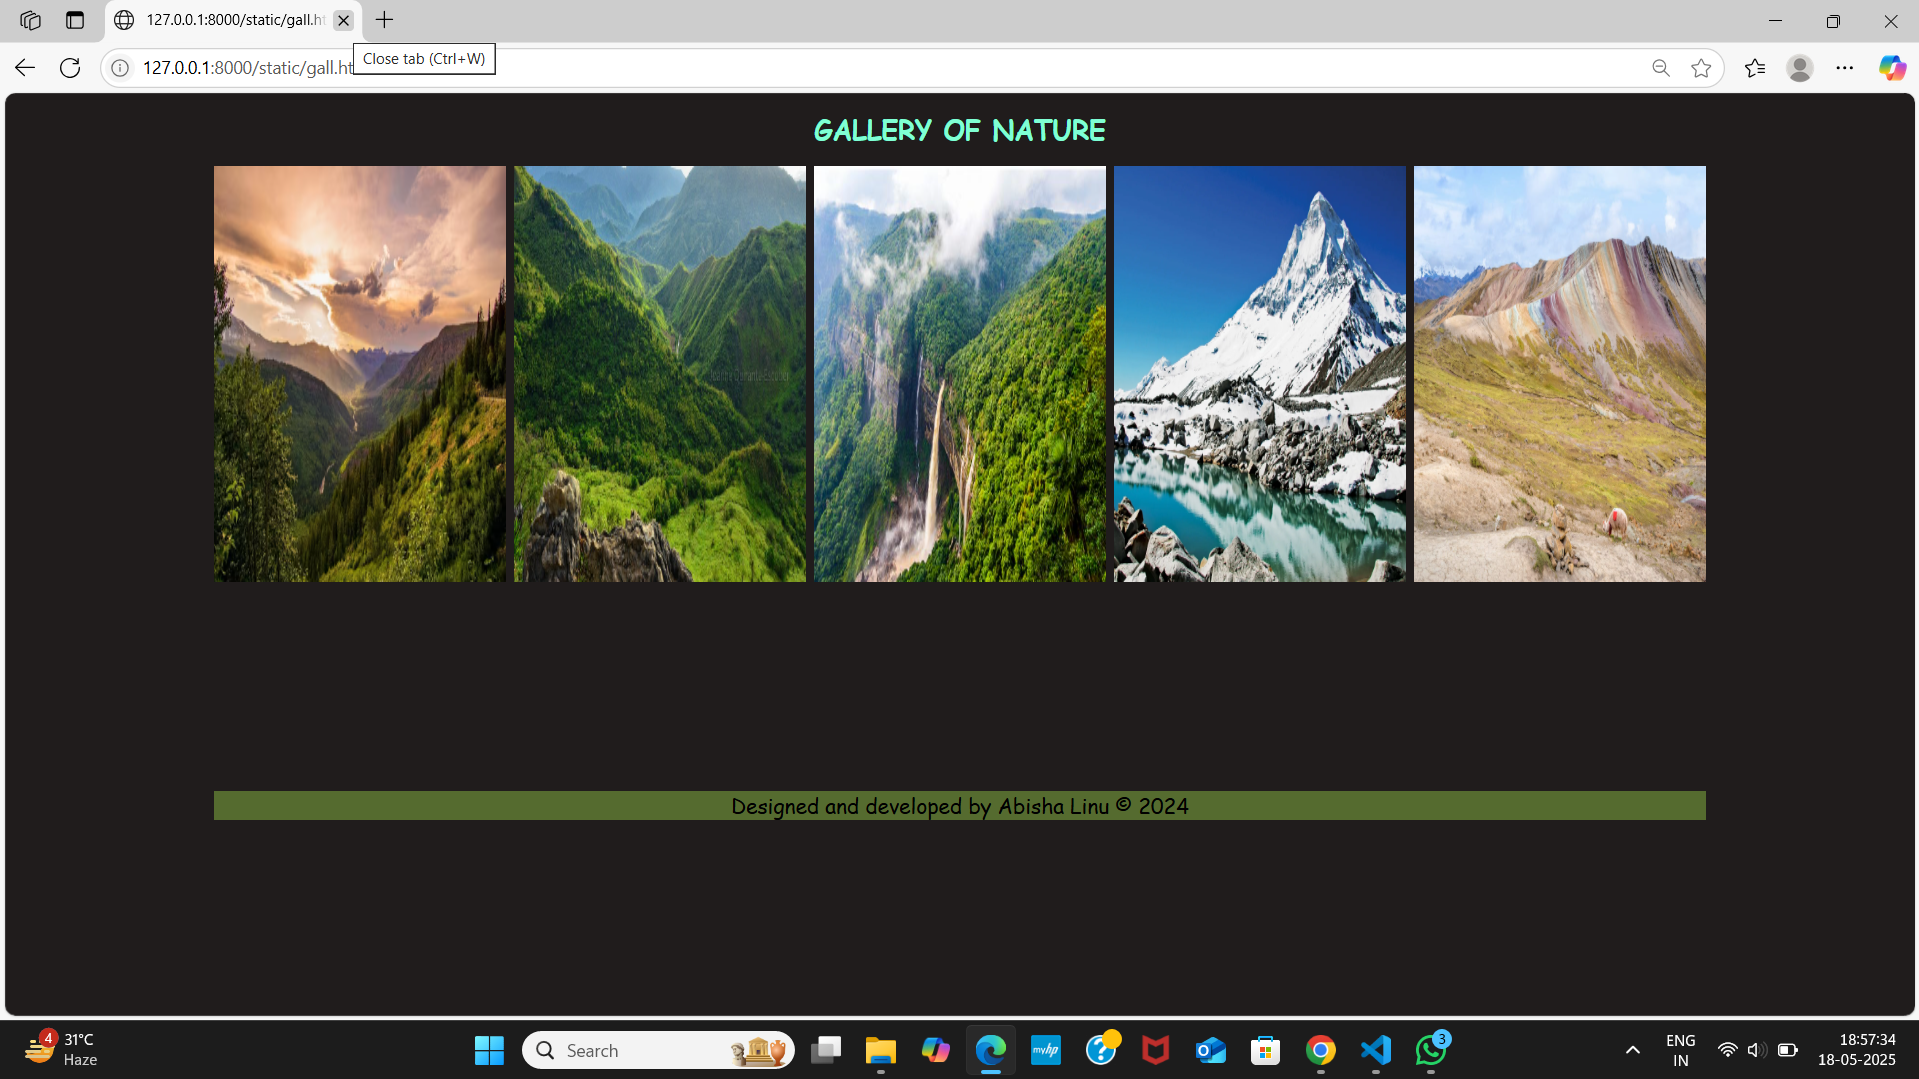 127.0.0.1:8000/static/gall.ht
Close tab (Ctrl+W)
127.0.0.1:8000/static/gall.ht
GALLERY OF NATURE
Designed and developed by Abisha Linu © 2024
4
31°C
Haze
Search
myhp
3
ENG
IN
18:57:34
18-05-2025